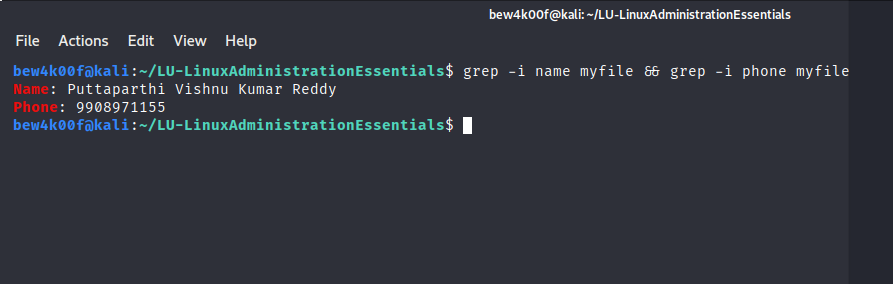 bew4k00f@kali: ~/LU-LinuxAdministrationEssentials
File Actions Edit View Help
bew4k00f@kali:~/LU-LinuxAdministrationEssentials$ grep -i name myfile && grep -i phone myfile
Name: Puttaparthi Vishnu Kumar Reddy
Phone: 9908971155
bew4k00f@kali:~/LU-LinuxAdministrationEssentials$